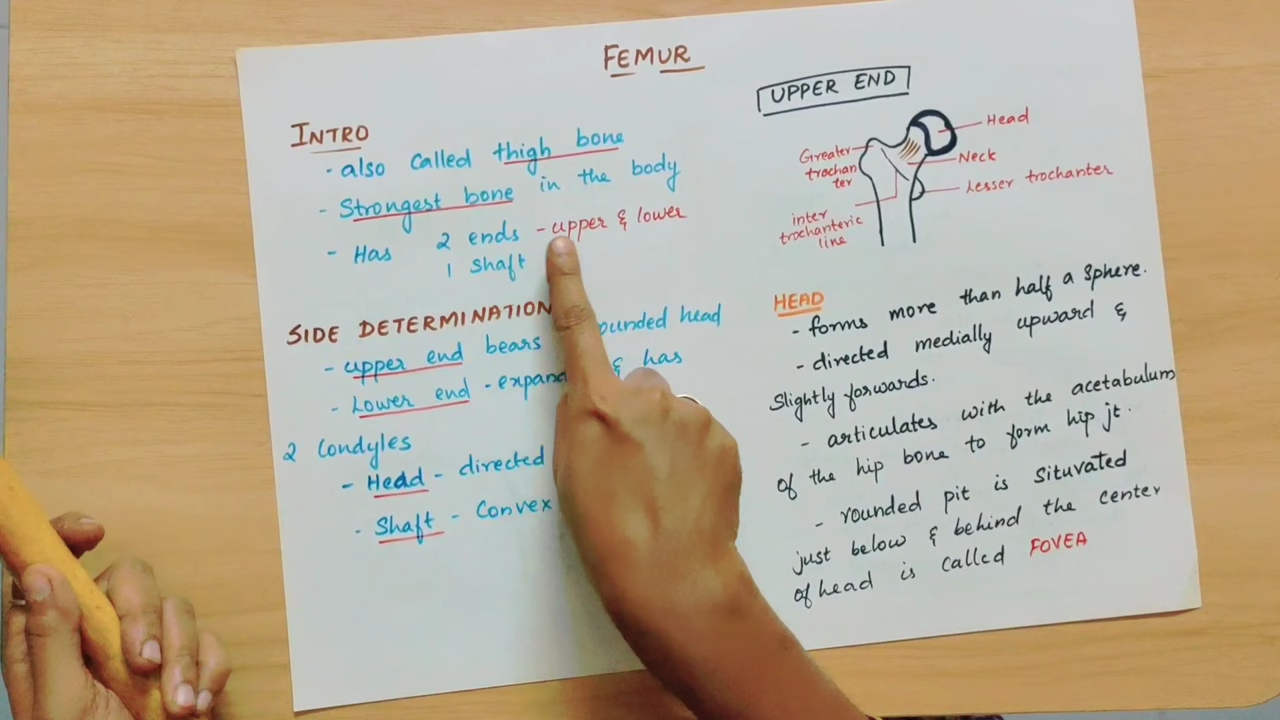 FEMUR
INTRO
- also called thigh bone
- Strongest bone in the body
- Has 2 ends - upper & lower
1 Shaft
SIDE DETERMINATION
- upper end bears head
- Lower end - & has
2 Condyles
- Head - directed
- Shaft - Convex
UPPER END
Head
Greater
trochan
ter
Neck
Lesser trochanter
inter
trochanteric
line
HEAD
- forms more than half a Sphere.
- directed medially upward &
Slightly forwards.
- articulates with the acetabulum
of the hip bone to form hip jt.
- rounded pit is Situvated
just below & behind the center
of head is called FOVEA